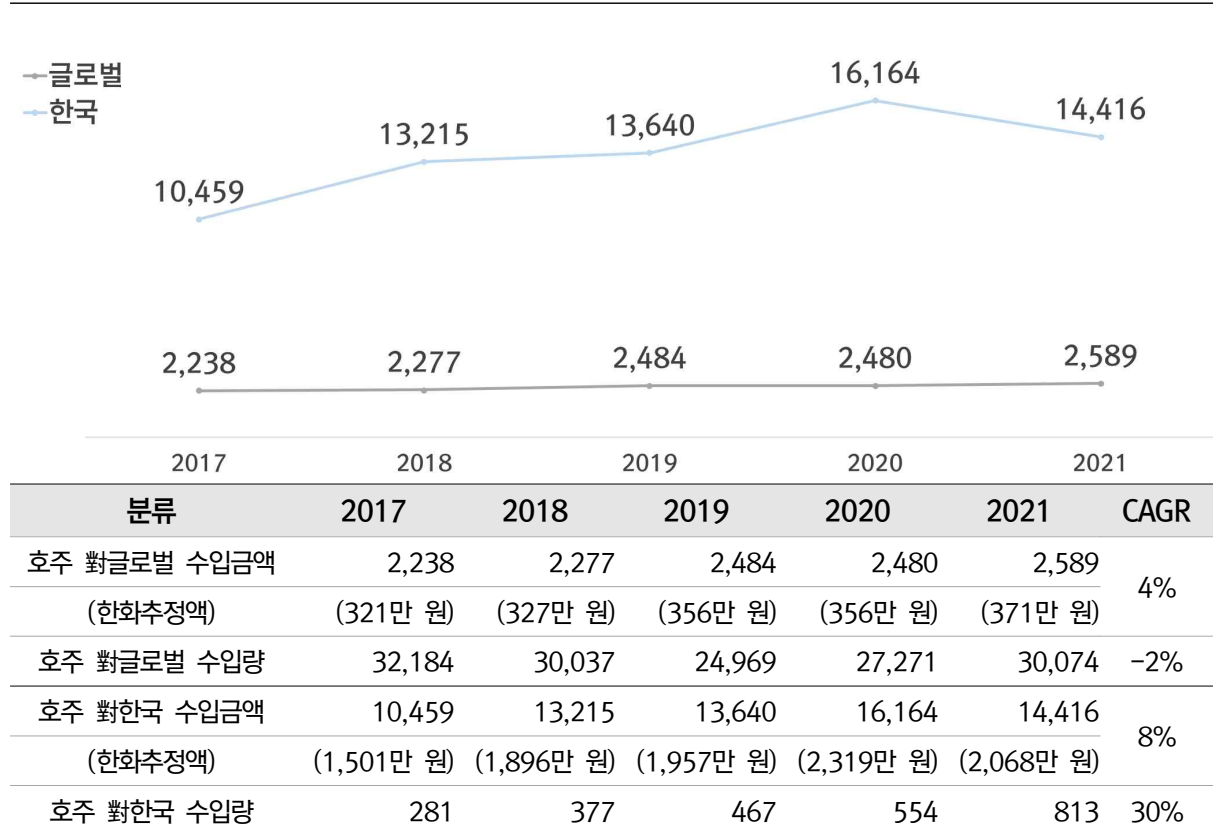 글로벌
한국
10,459
13,215
13,640
16,164
14,416
2,238
2,277
2,484
2,480
2,589
2017 2018 2019 2020 2021
분류 2017 2018 2019 2020 2021 CAGR
호주 對글로벌 수입금액 2,238 2,277 2,484 2,480 2,589 4%
(한화추정액) (321만 원) (327만 원) (356만 원) (356만 원) (371만 원)
호주 對글로벌 수입량 32,184 30,037 24,969 27,271 30,074 -2%
호주 對한국 수입금액 10,459 13,215 13,640 16,164 14,416 8%
(한화추정액) (1,501만 원) (1,896만 원) (1,957만 원) (2,319만 원) (2,068만 원)
호주 對한국 수입량 281 377 467 554 813 30%